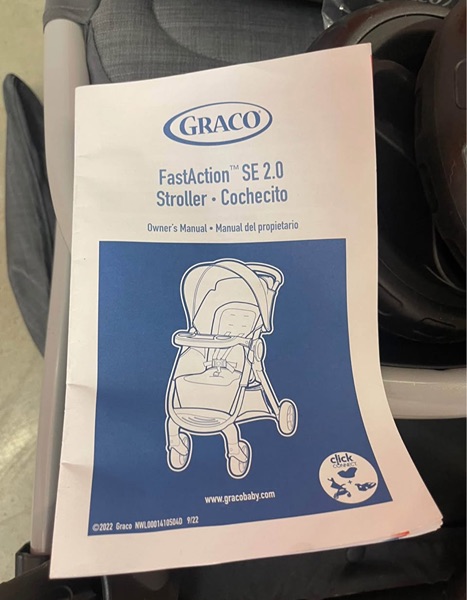 GRACO®
FastAction™ SE 2.0
Stroller • Cochecito
Owner's Manual • Manual del propietario
click
CONNECT
www.gracobaby.com
©2022 Graco NWL0001410504D 9/22